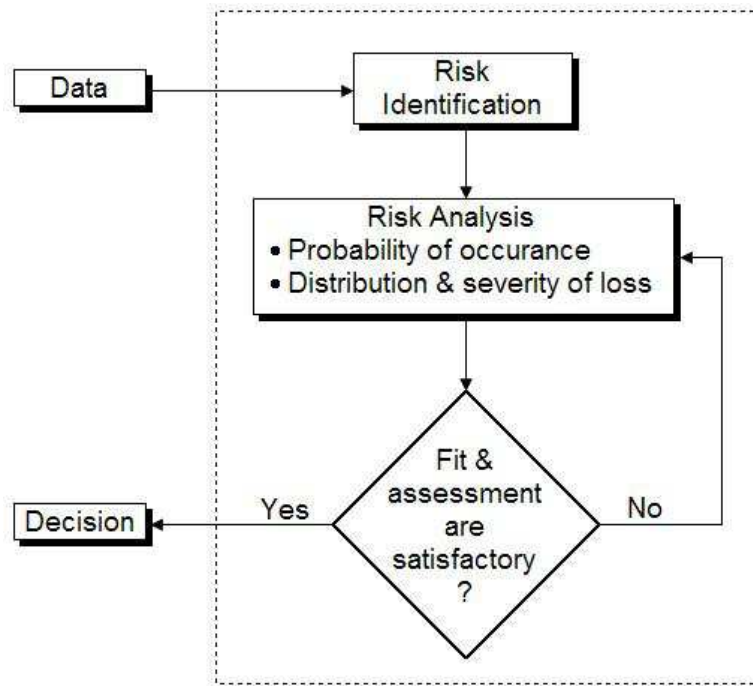 Data
Risk
Identification
Risk Analysis
• Probability of occurance
• Distribution & severity of loss
Fit &
assessment
are
satisfactory
?
Yes
No
Decision